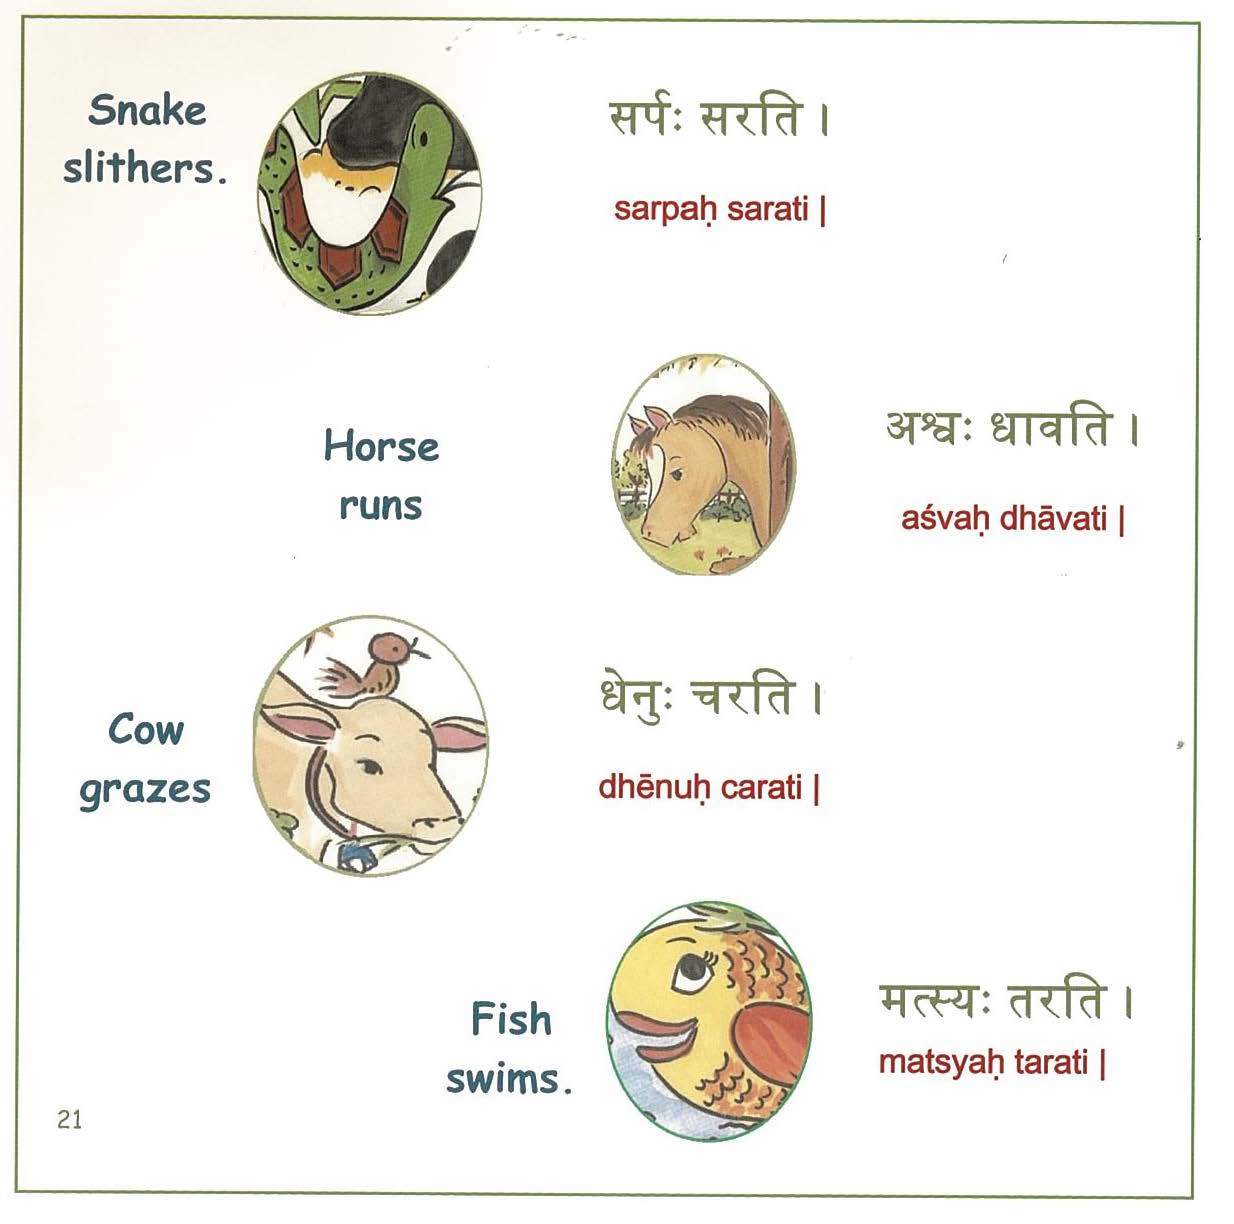 Snake
slithers.
सर्पः सरति ।
sarpaḥ sarati |
Horse
runs
अश्वः धावति ।
aśvaḥ dhāvati |
Cow
grazes
धेनुः चरति ।
dhēnuḥ carati |
Fish
swims.
मत्स्यः तरति ।
matsyaḥ tarati |
21